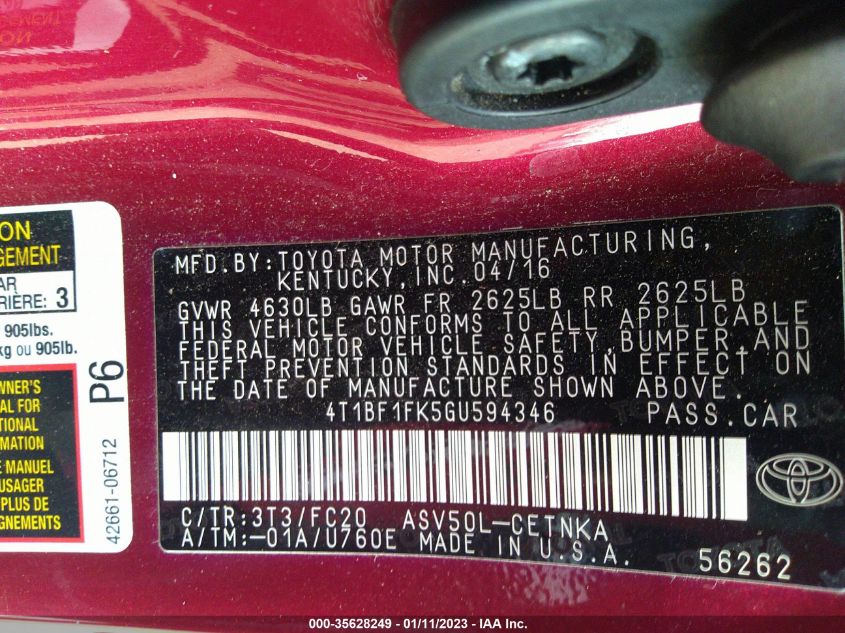 ON
GEMENT
AR
RIÈRE: 3
905lbs.
kg ou 905lb.
P6
WNER'S
AL FOR
TIONAL
ATION
E MANUEL
USAGER
PLUS DE
GNEMENTS
42661-06712
MFD.BY:TOYOTA MOTOR MANUFACTURING,
KENTUCKY,INC.04/16
GVWR 4630LB GAWR FR 2625LB RR 2625LB
THIS VEHICLE CONFORMS TO ALL APPLICABLE
FEDERAL MOTOR VEHICLE SAFETY,BUMPER,AND
THEFT PREVENTION STANDARDS IN EFFECT ON
THE DATE OF MANUFACTURE SHOWN ABOVE.
4T1BF1FK5GU594346 PASS.CAR
C/TR:3T3/FC20 ASV50L-CETNKA
A/TM:-01A/U760E MADE IN U.S.A.
56262
000-35628249 - 01/11/2023 - IAA Inc.